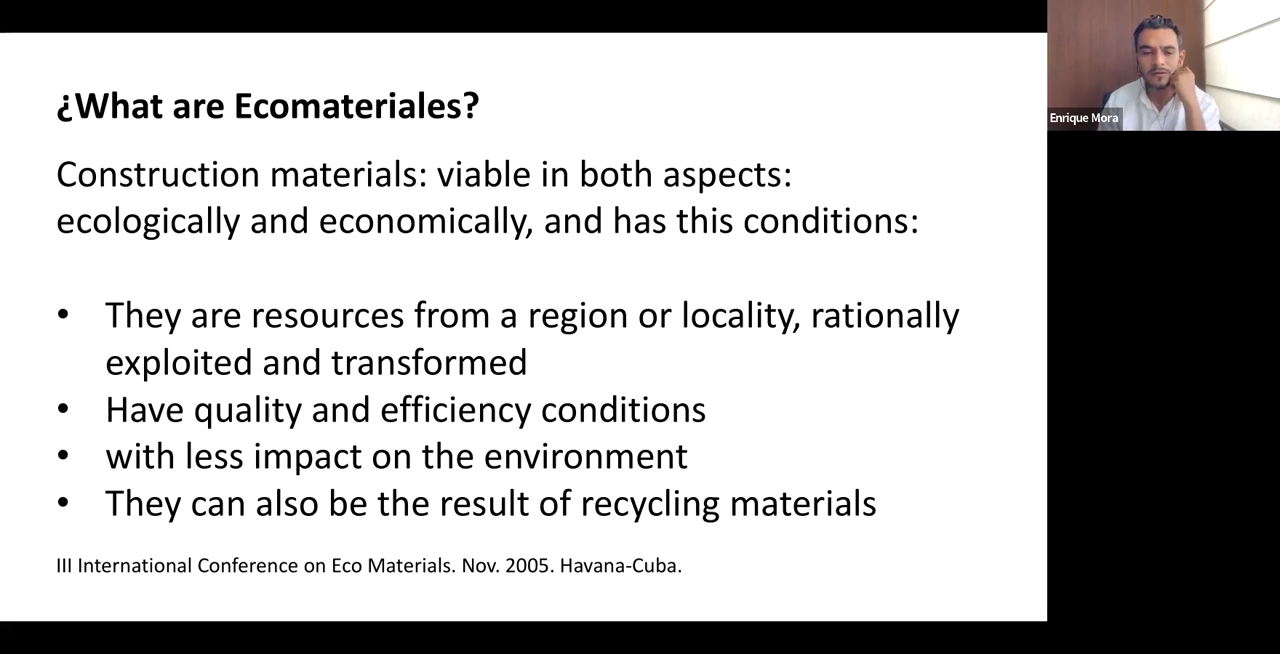 ¿What are Ecomateriales?
Construction materials: viable in both aspects:
ecologically and economically, and has this conditions:
• They are resources from a region or locality, rationally
exploited and transformed
• Have quality and efficiency conditions
• with less impact on the environment
• They can also be the result of recycling materials
III International Conference on Eco Materials. Nov. 2005. Havana-Cuba.
Enrique Mora